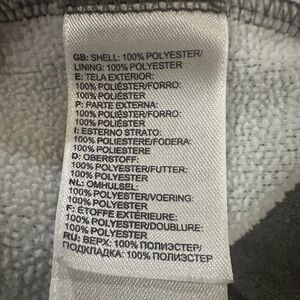 GB: SHELL: 100% POLYESTER/
LINING: 100% POLYESTER
E: TELA EXTERIOR:
100% POLIÉSTER/FORRO:
100% POLIÉSTER
P: PARTE EXTERNA:
100% POLIÉSTER/FORRO:
100% POLIÉSTER
I: ESTERNO STRATO:
100% POLIESTERE/FODERA:
100% POLIESTERE
D: OBERSTOFF:
100% POLYESTER/FUTTER:
100% POLYESTER
NL: OMHULSEL:
100% POLYESTER/VOERING:
100% POLYESTER
F: ÉTOFFE EXTÉRIEURE:
100% POLYESTER/DOUBLURE:
100% POLYESTER
RU: ВЕРХ: 100% ПОЛИЭСТЕР/
ПОДКЛАДКА: 100% ПОЛИЭСТЕР